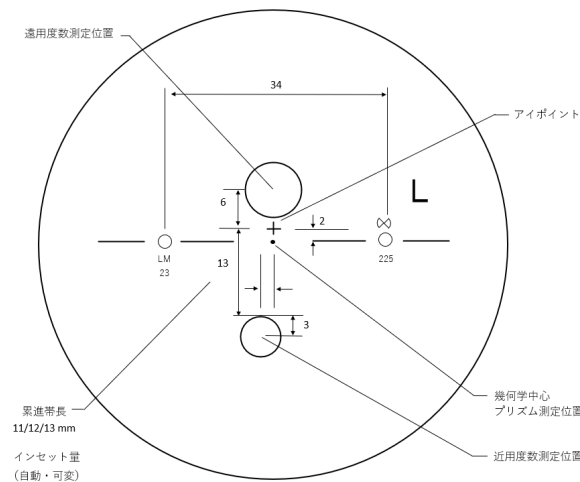 遠用度数測定位置
34
アイポイント
L
6
2
LM
23
225
13
3
累進帯長
11/12/13 mm
インセット量
(自動・可変)
幾何学中心
プリズム測定位置
近用度数測定位置